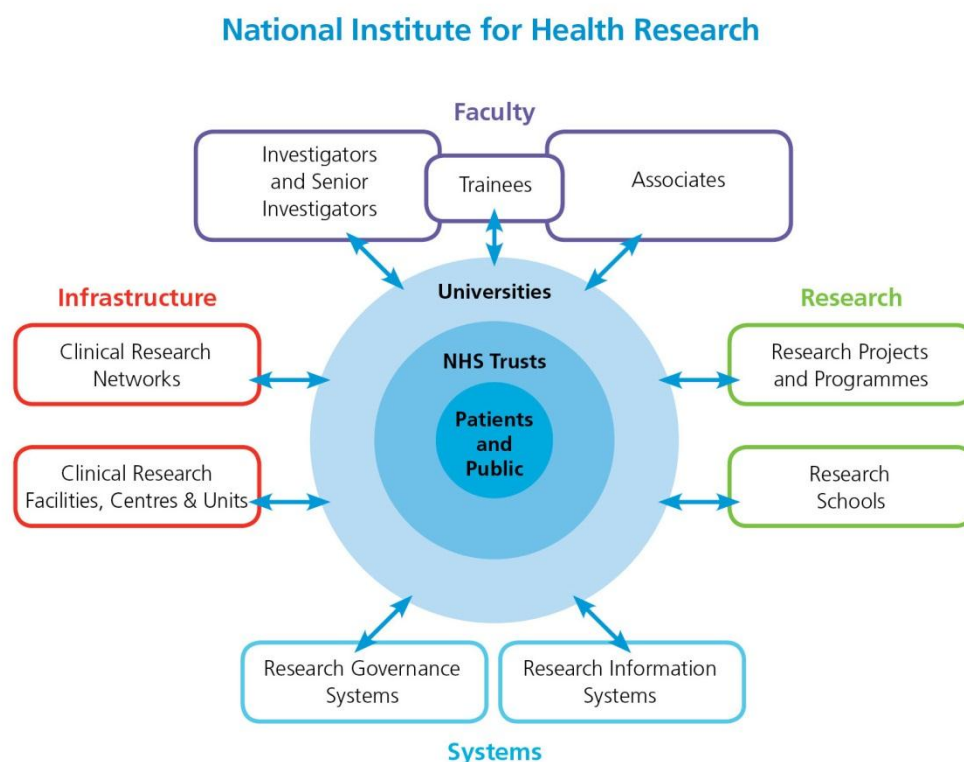 National Institute for Health Research
Faculty
Investigators
and Senior
Investigators
Trainees
Associates
Universities
Infrastructure
Research
Clinical Research
Networks
NHS Trusts
Research Projects
and Programmes
Patients
and
Public
Clinical Research
Facilities, Centres & Units
Research
Schools
Research Governance
Systems
Research Information
Systems
Systems